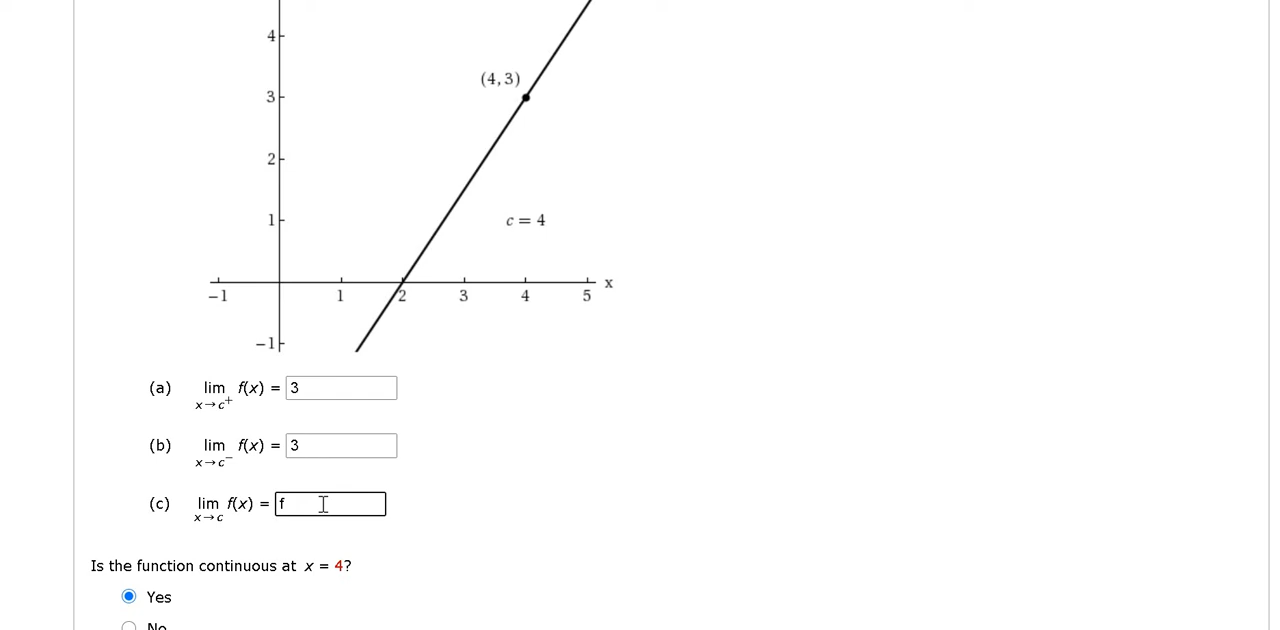 4
(4, 3)
3
2
1
c = 4
−1 1 2 3 4 5 x
−1
(a) lim x→c⁺ f(x) = 3
(b) lim x→c⁻ f(x) = 3
(c) lim x→c f(x) = f
Is the function continuous at x = 4?
Yes
No